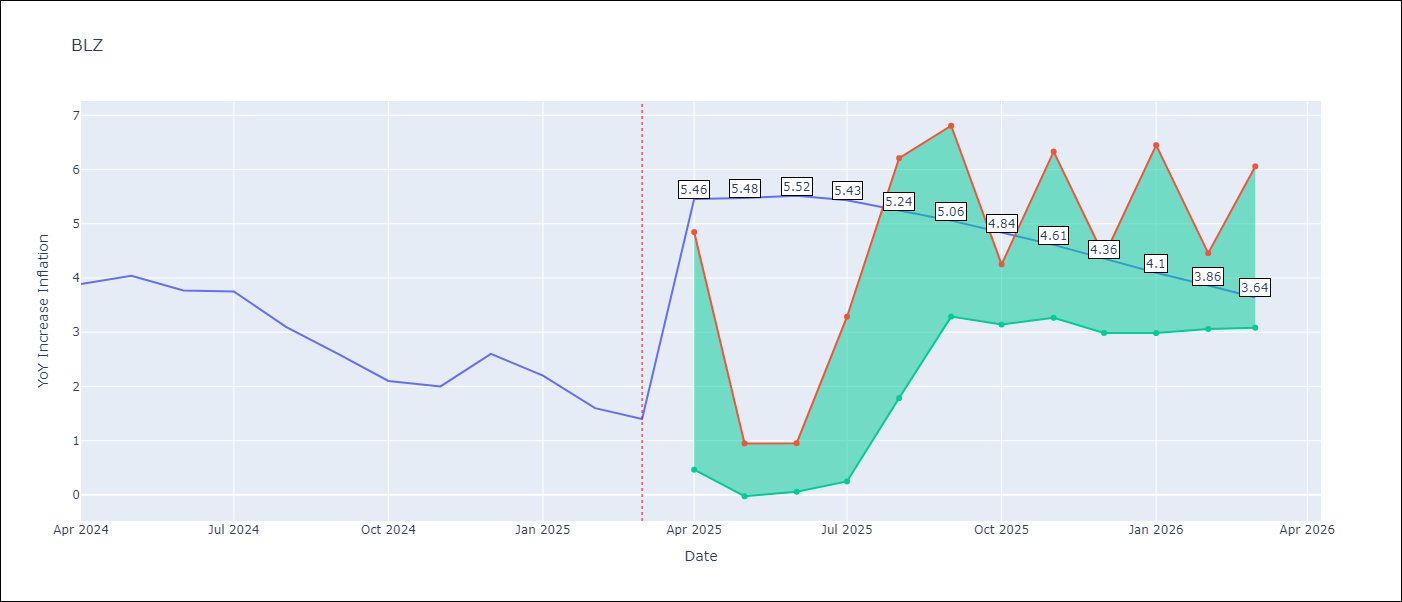 BLZ
YoY Increase Inflation
7
6
5
4
3
2
1
0
5.46
5.48
5.52
5.43
5.24
5.06
4.84
4.61
4.36
4.1
3.86
3.64
Apr 2024
Jul 2024
Oct 2024
Jan 2025
Apr 2025
Jul 2025
Oct 2025
Jan 2026
Apr 2026
Date